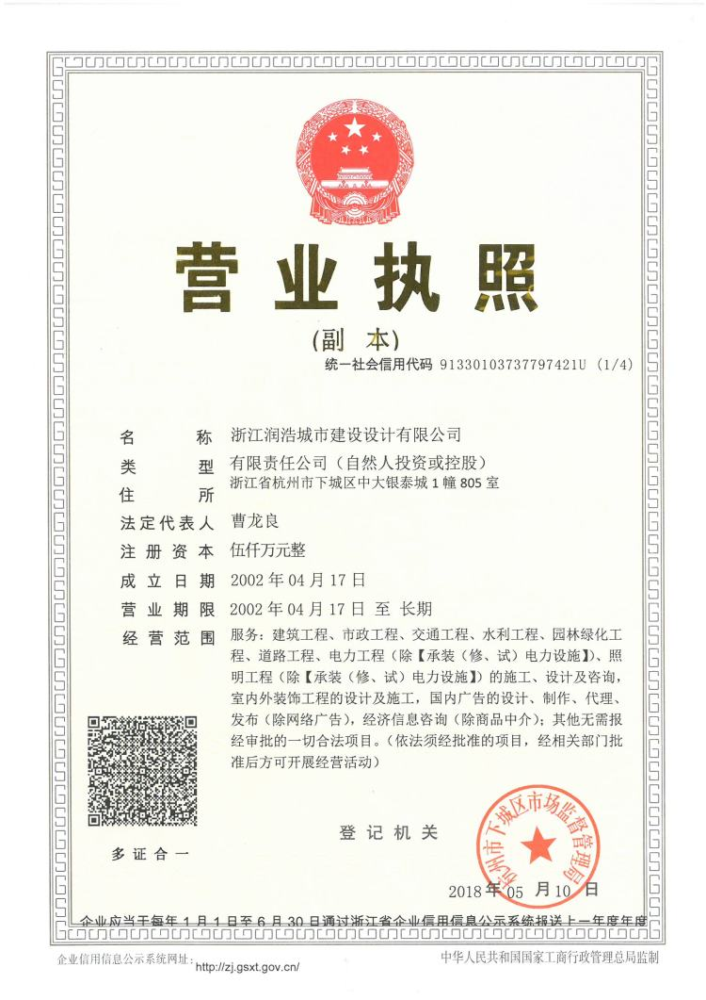 营业执照
(副 本)
统一社会信用代码 91330103737797421U (1/4)
名 称 浙江润浩城市建设设计有限公司
类 型 有限责任公司（自然人投资或控股）
住 所 浙江省杭州市下城区中大银泰城1幢805室
法定代表人 曹龙良
注册资本 伍仟万元整
成立日期 2002年04月17日
营业期限 2002年04月17日 至 长期
经营范围 服务：建筑工程、市政工程、交通工程、水利工程、园林绿化工
程、道路工程、电力工程（除【承装（修、试）电力设施】）、照
明工程（除【承装（修、试）电力设施】）的施工、设计及咨询，
室内外装饰工程的设计及施工，国内广告的设计、制作、代理、
发布（除网络广告），经济信息咨询（除商品中介）；其他无需报
经审批的一切合法项目。（依法须经批准的项目，经相关部门批
准后方可开展经营活动）
多证合一
登记机关
杭州市下城区市场监督管理局
2018年05月10日
企业应当于每年1月1日至6月30日通过浙江省企业信用信息公示系统报送上一年度年度
企业信用信息公示系统网址：http://zj.gsxt.gov.cn/
中华人民共和国国家工商行政管理总局监制